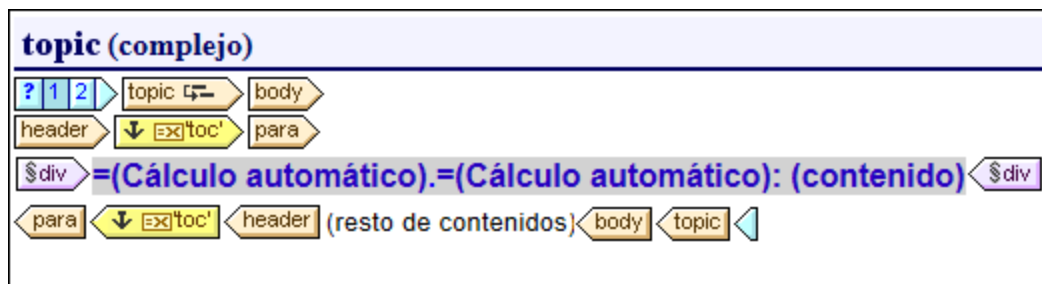 topic (complejo)
? 1 2 topic body
header 'toc' para
§div =(Cálculo automático).=(Cálculo automático): (contenido) §div
para 'toc' header (resto de contenidos) body topic